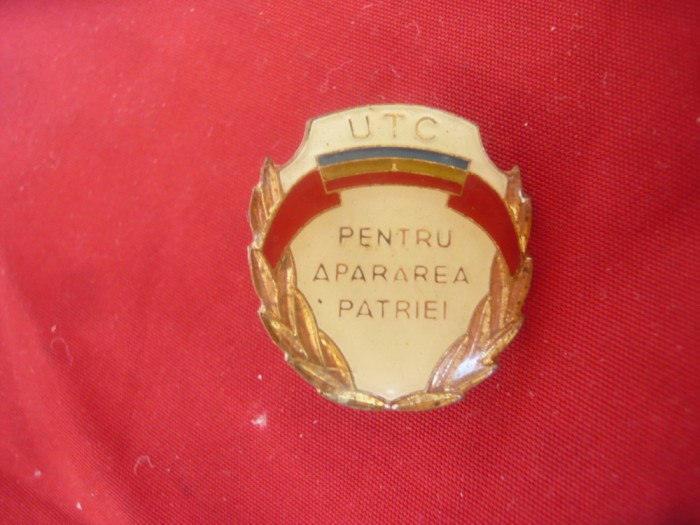 UTC
PENTRU
APARAREA
PATRIEI